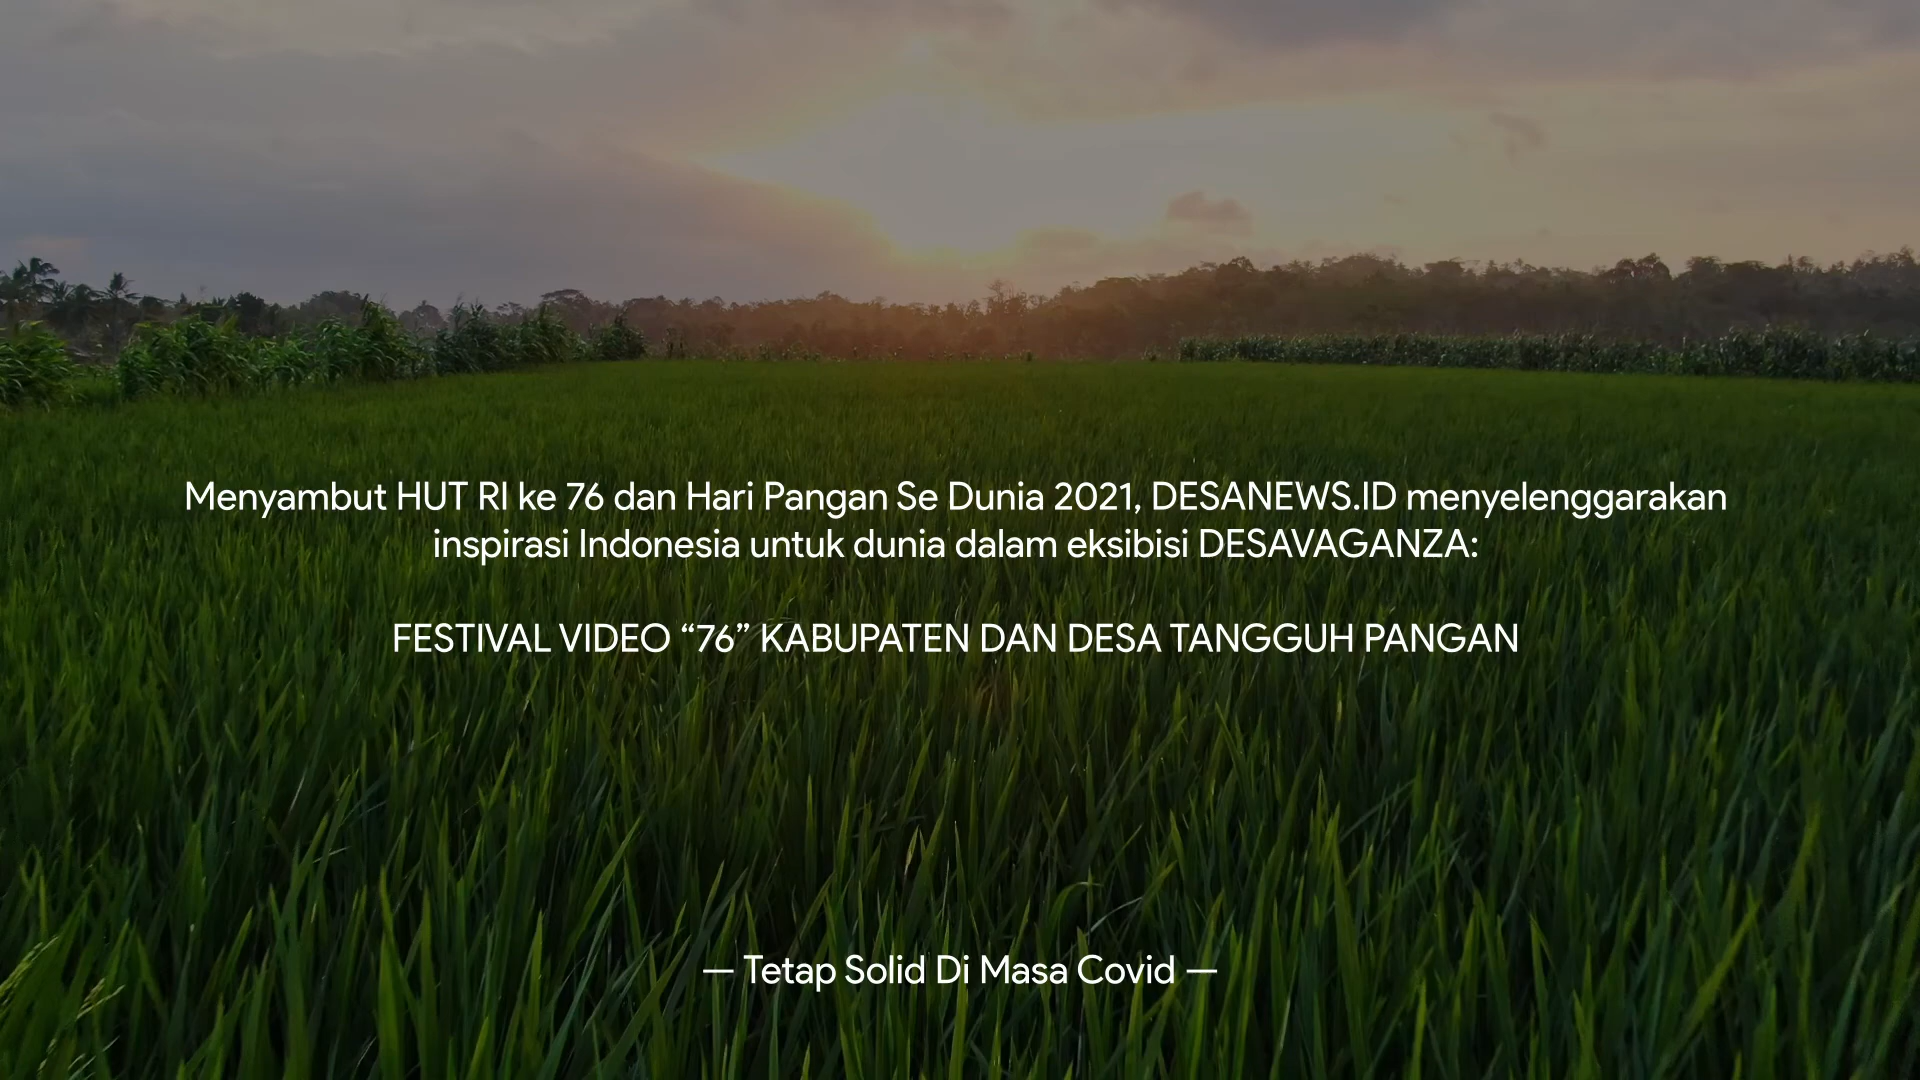 Menyambut HUT RI ke 76 dan Hari Pangan Se Dunia 2021, DESANEWS.ID menyelenggarakan
inspirasi Indonesia untuk dunia dalam eksibisi DESAVAGANZA:
FESTIVAL VIDEO “76” KABUPATEN DAN DESA TANGGUH PANGAN
— Tetap Solid Di Masa Covid —